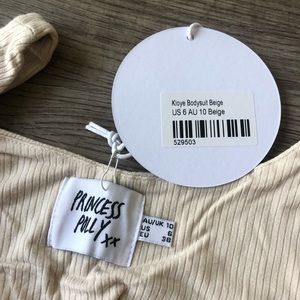 Kloye Bodysuit Beige
US 6 AU 10 Beige
529503
PRINCESS
POLLY
xx
AU/UK 10
US 6
EU 38